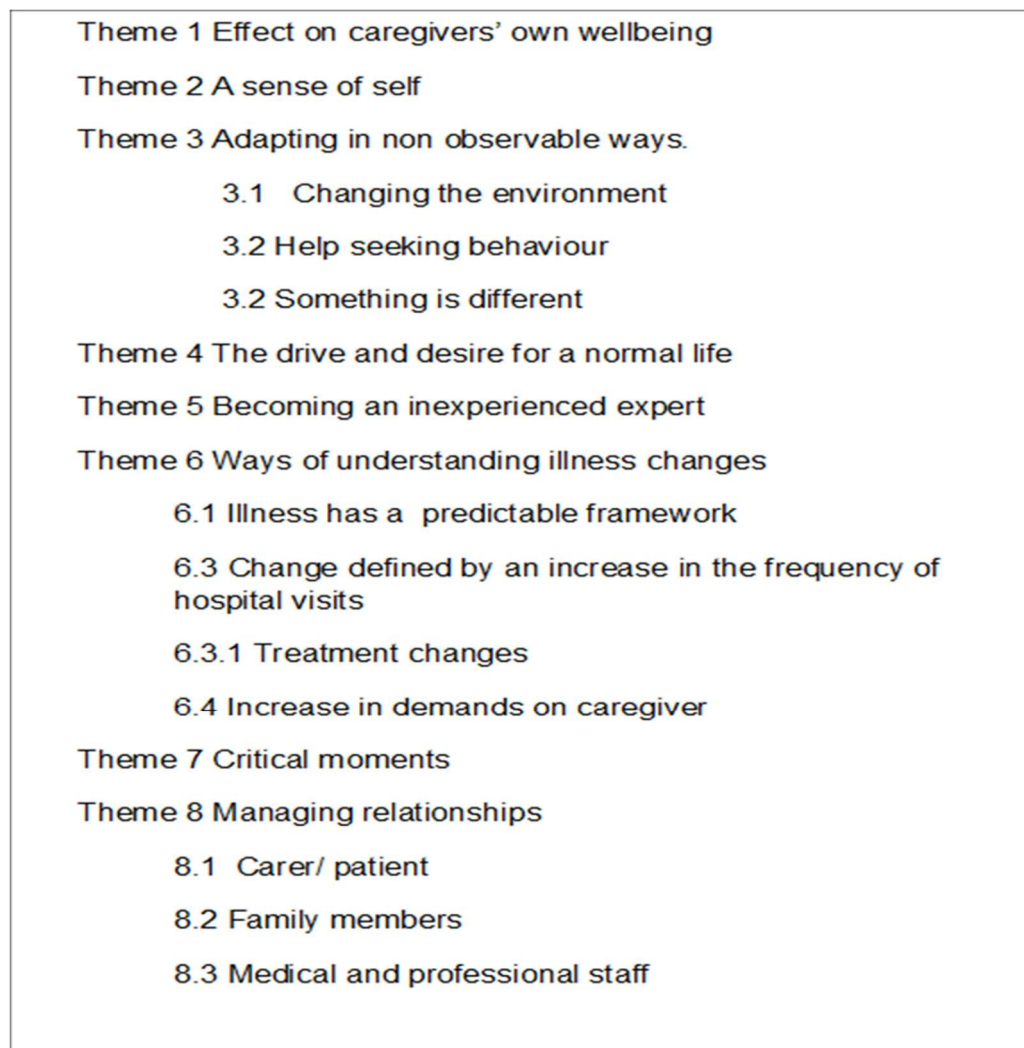 Theme 1 Effect on caregivers’ own wellbeing
Theme 2 A sense of self
Theme 3 Adapting in non observable ways.
3.1 Changing the environment
3.2 Help seeking behaviour
3.2 Something is different
Theme 4 The drive and desire for a normal life
Theme 5 Becoming an inexperienced expert
Theme 6 Ways of understanding illness changes
6.1 Illness has a predictable framework
6.3 Change defined by an increase in the frequency of
hospital visits
6.3.1 Treatment changes
6.4 Increase in demands on caregiver
Theme 7 Critical moments
Theme 8 Managing relationships
8.1 Carer/ patient
8.2 Family members
8.3 Medical and professional staff